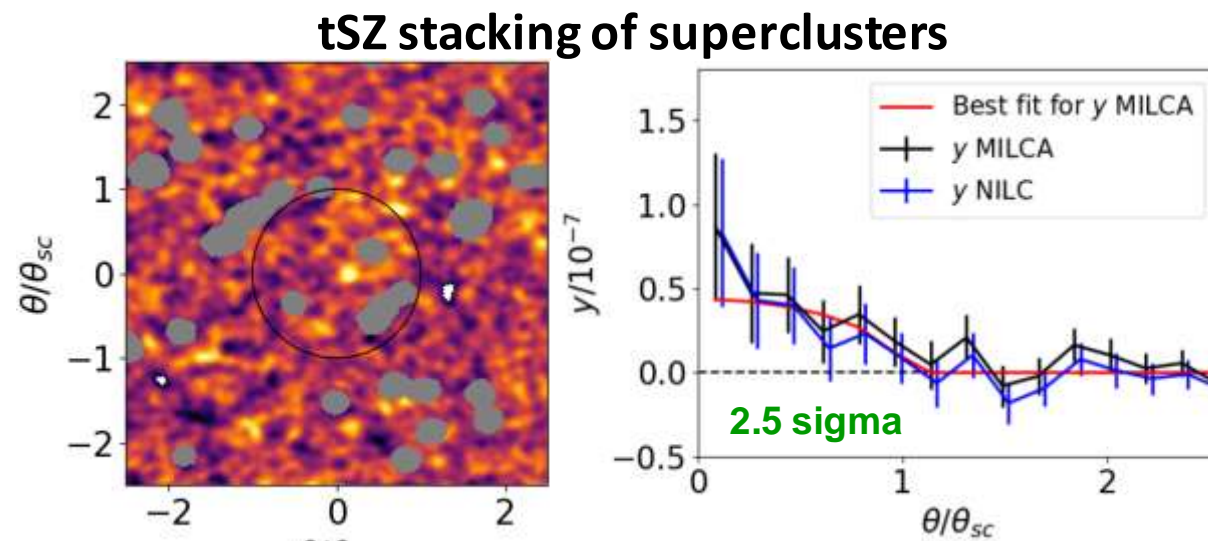 tSZ stacking of superclusters
θ/θsc
2
1
0
−1
−2
−2
0
2
y/10⁻⁷
1.5
1.0
0.5
0.0
−0.5
Best fit for y MILCA
y MILCA
y NILC
2.5 sigma
0
1
2
θ/θsc